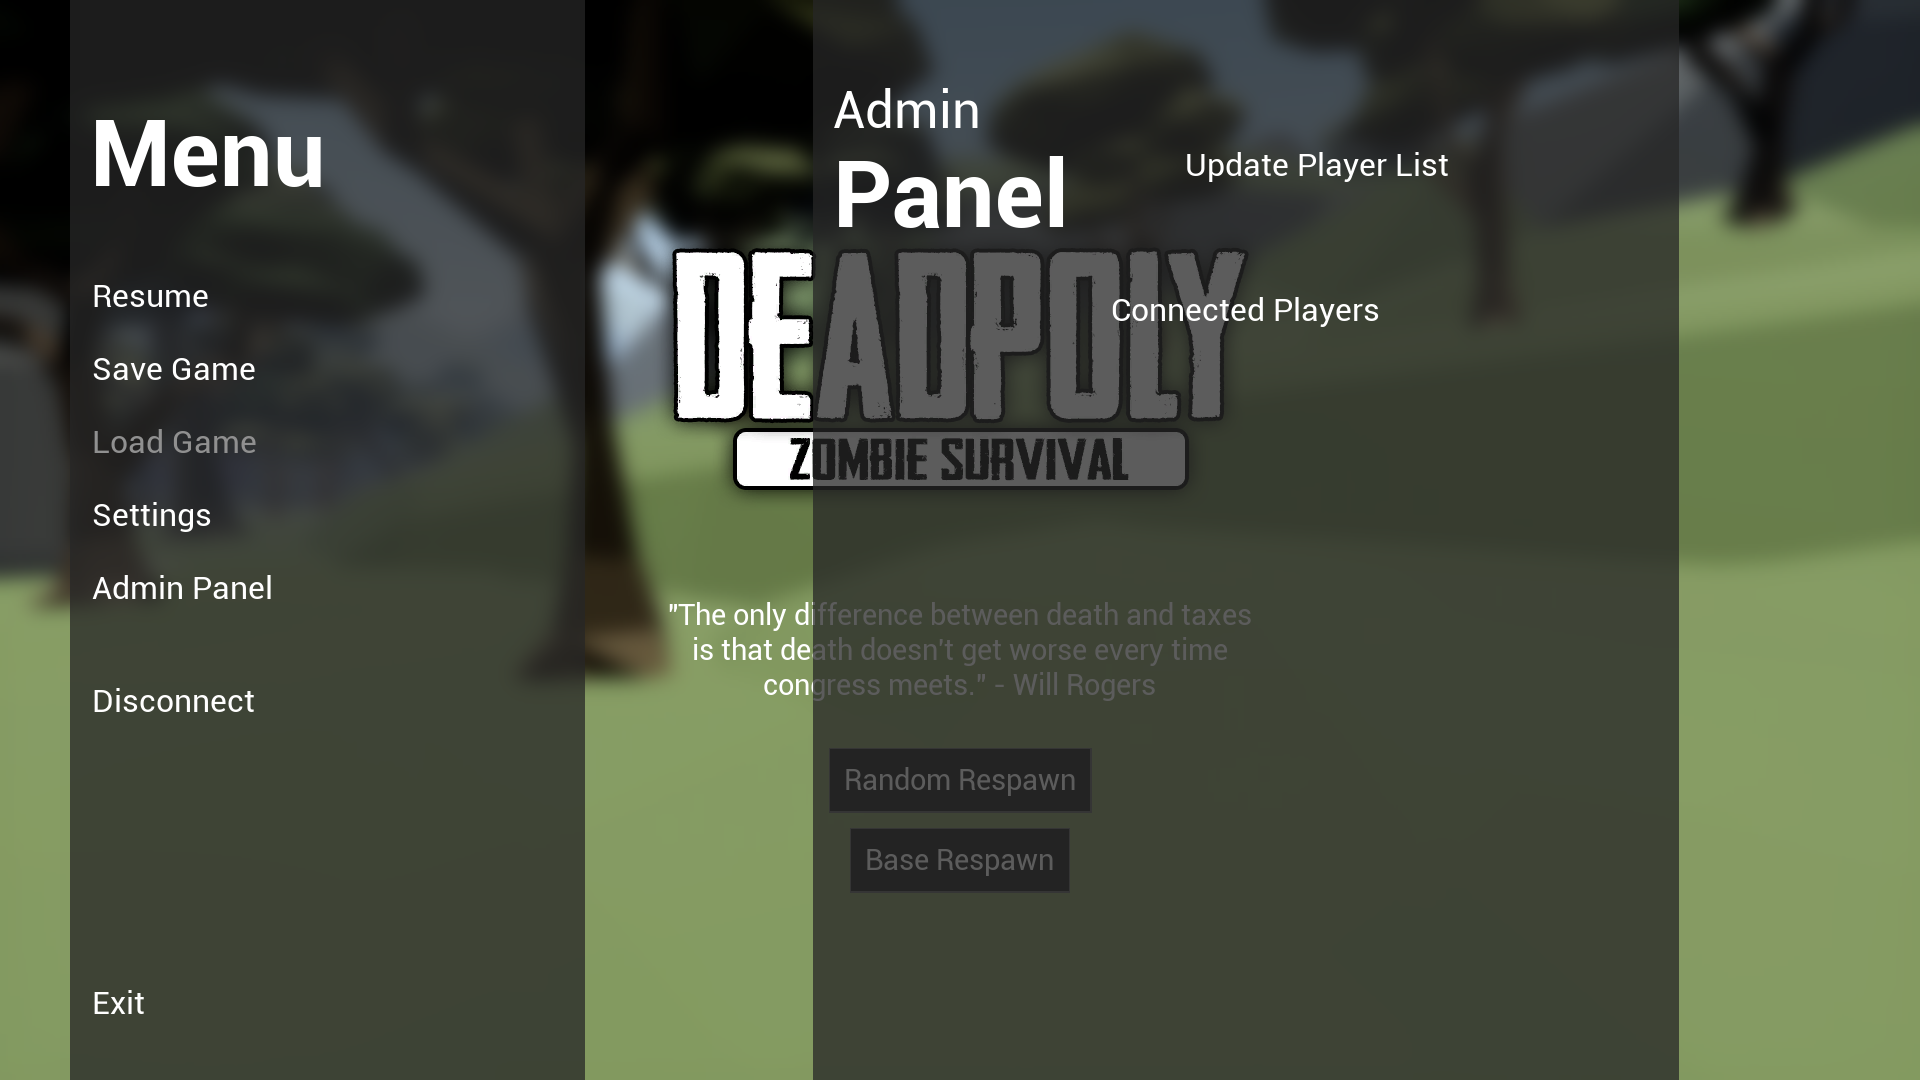 Menu
Resume
Save Game
Load Game
Settings
Admin Panel
Disconnect
Exit
Admin
Panel
Update Player List
DEADPOLY
Connected Players
ZOMBIE SURVIVAL
"The only difference between death and taxes
is that death doesn't get worse every time
congress meets." - Will Rogers
Random Respawn
Base Respawn